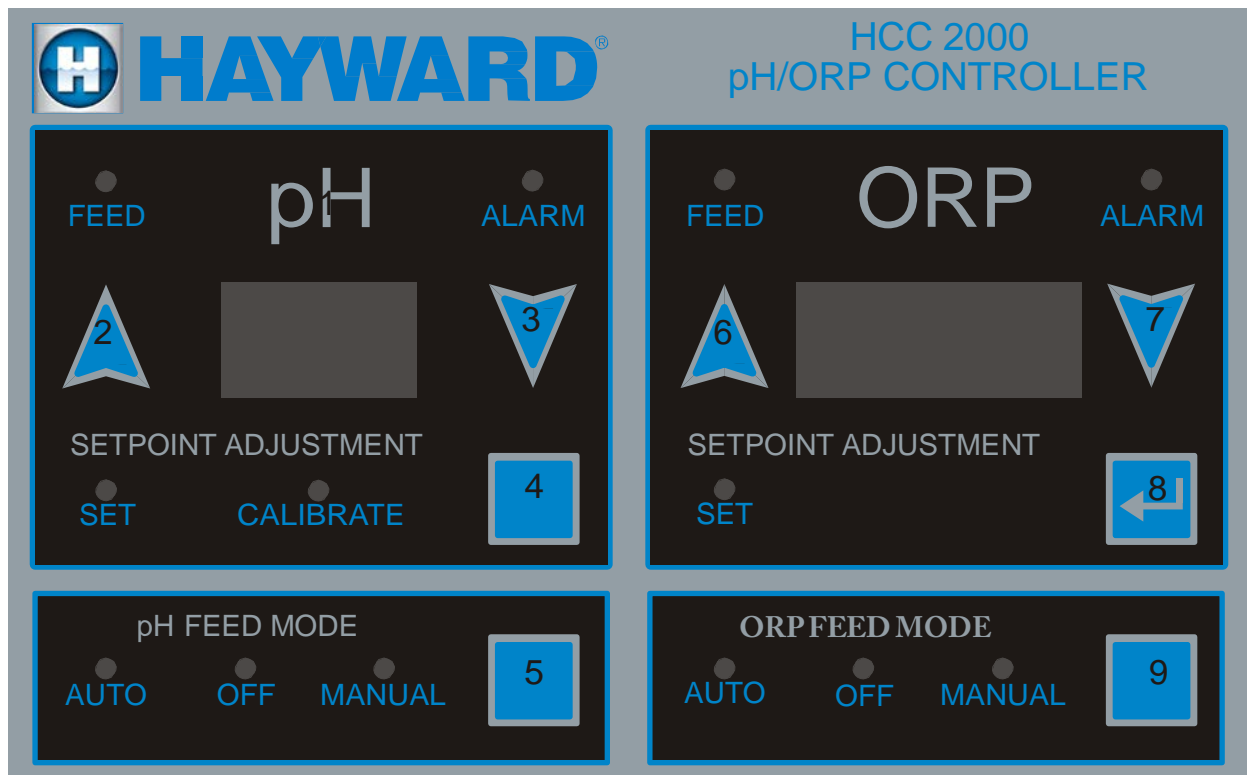 H HAYWARD®
HCC 2000
pH/ORP CONTROLLER
FEED
pH
1
ALARM
2
3
SETPOINT ADJUSTMENT
SET
CALIBRATE
4
FEED
ORP
ALARM
6
7
SETPOINT ADJUSTMENT
SET
8
pH FEED MODE
AUTO
OFF
MANUAL
5
ORP FEED MODE
AUTO
OFF
MANUAL
9